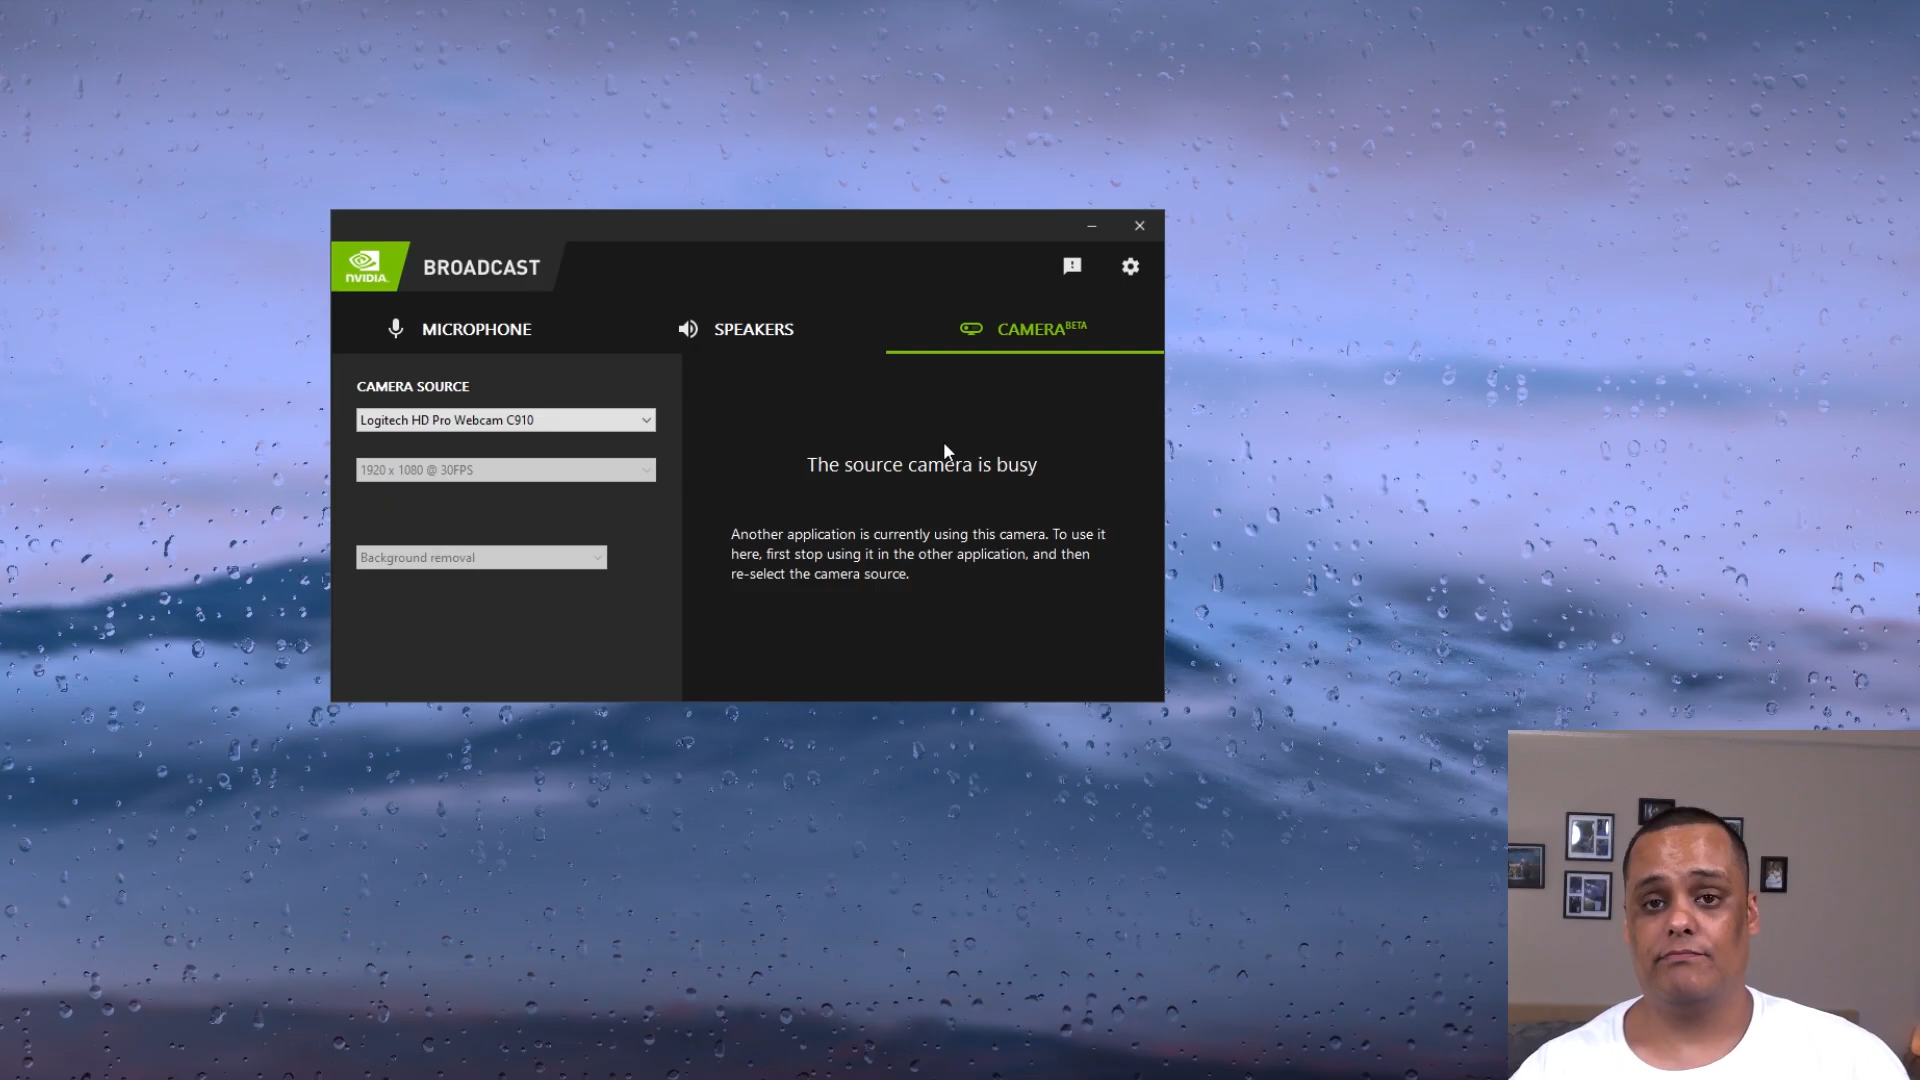 NVIDIA.
BROADCAST
MICROPHONE
SPEAKERS
CAMERA BETA
CAMERA SOURCE
Logitech HD Pro Webcam C910
1920 x 1080 @ 30FPS
Background removal
The source camera is busy
Another application is currently using this camera. To use it
here, first stop using it in the other application, and then
re-select the camera source.